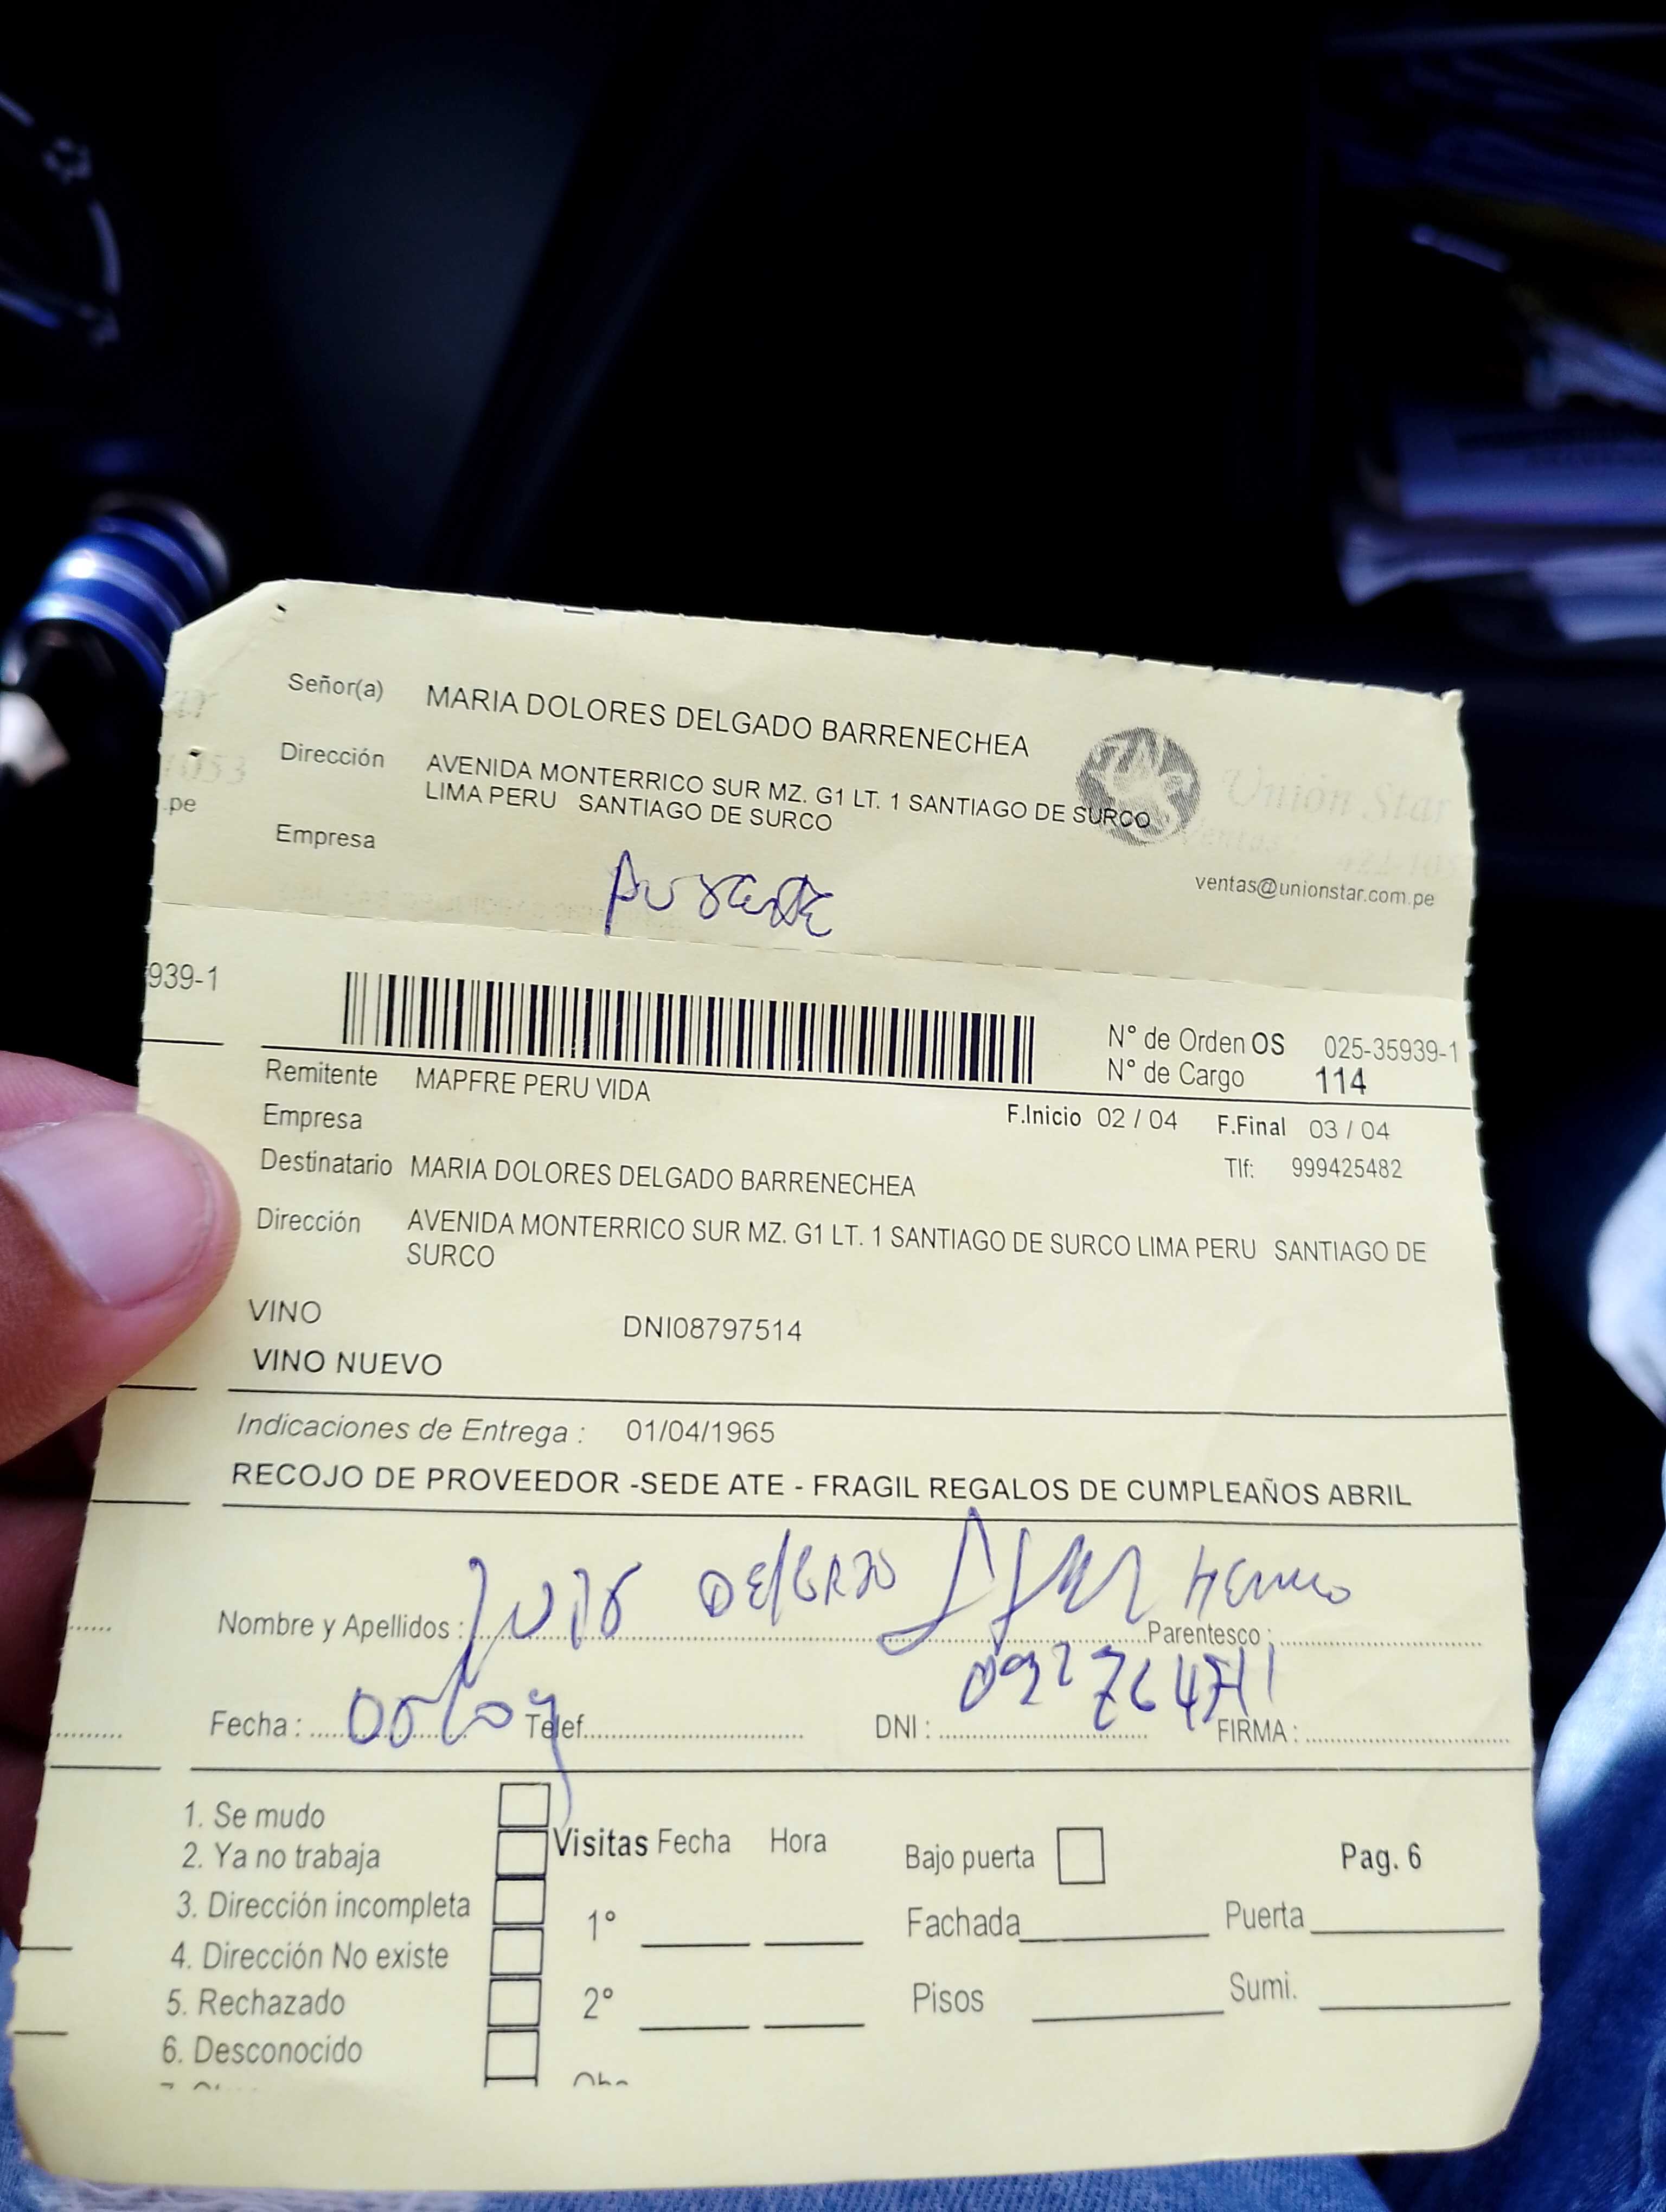 Señor(a) MARIA DOLORES DELGADO BARRENECHEA
Dirección AVENIDA MONTERRICO SUR MZ. G1 LT. 1 SANTIAGO DE SURCO
LIMA PERU SANTIAGO DE SURCO
Unión Star
1053
.pe
Empresa
ventas@unionstar.com.pe
939-1
N° de Orden OS 025-35939-1
N° de Cargo 114
Remitente MAPFRE PERU VIDA
Empresa
F.Inicio 02 / 04 F.Final 03 / 04
Destinatario MARIA DOLORES DELGADO BARRENECHEA
Tlf: 999425482
Dirección AVENIDA MONTERRICO SUR MZ. G1 LT. 1 SANTIAGO DE SURCO LIMA PERU SANTIAGO DE
SURCO
VINO DNI08797514
VINO NUEVO
Indicaciones de Entrega : 01/04/1965
RECOJO DE PROVEEDOR -SEDE ATE - FRAGIL REGALOS DE CUMPLEAÑOS ABRIL
Nombre y Apellidos : DELGADO Parentesco :
Fecha : Telef. DNI : FIRMA :
1. Se mudo
2. Ya no trabaja
3. Dirección incompleta
4. Dirección No existe
5. Rechazado
6. Desconocido
Visitas Fecha Hora
1°
2°
Bajo puerta Pag. 6
Fachada Puerta
Pisos Sumi.